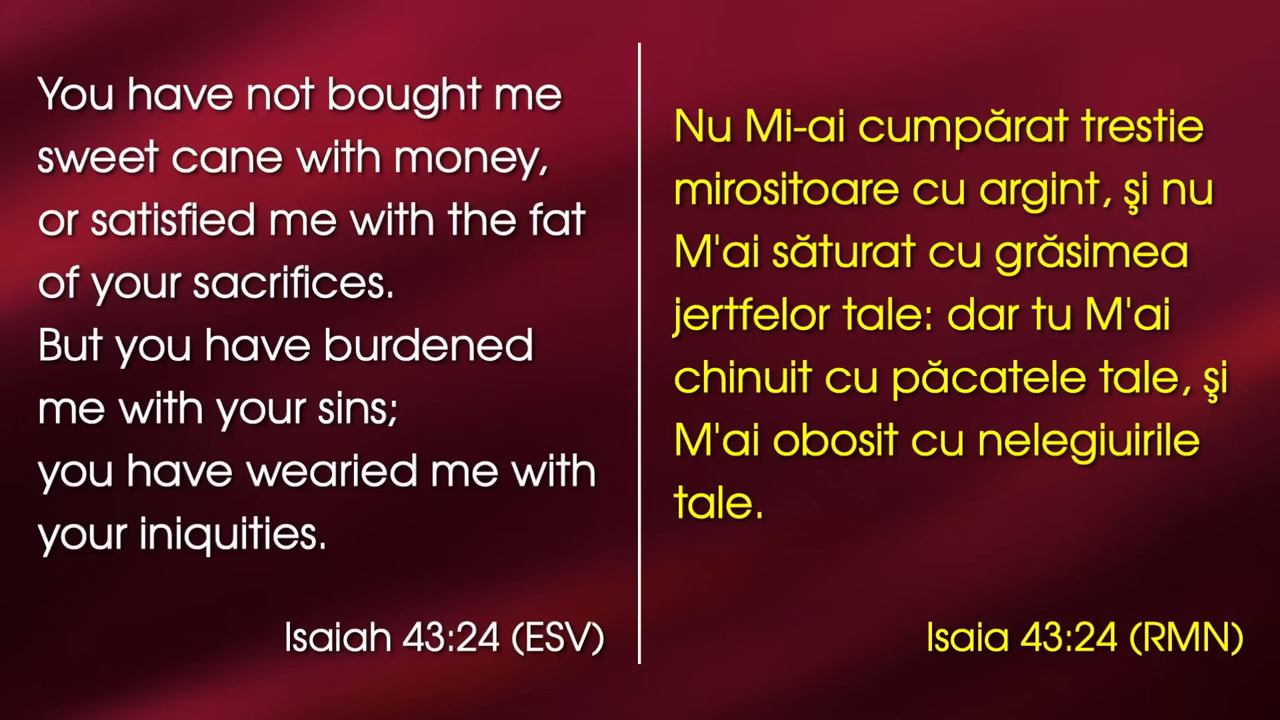 You have not bought me
sweet cane with money,
or satisfied me with the fat
of your sacrifices.
But you have burdened
me with your sins;
you have wearied me with
your iniquities.
Isaiah 43:24 (ESV)
Nu Mi-ai cumpărat trestie
mirositoare cu argint, şi nu
M'ai săturat cu grăsimea
jertfelor tale: dar tu M'ai
chinuit cu păcatele tale, şi
M'ai obosit cu nelegiuirile
tale.
Isaia 43:24 (RMN)